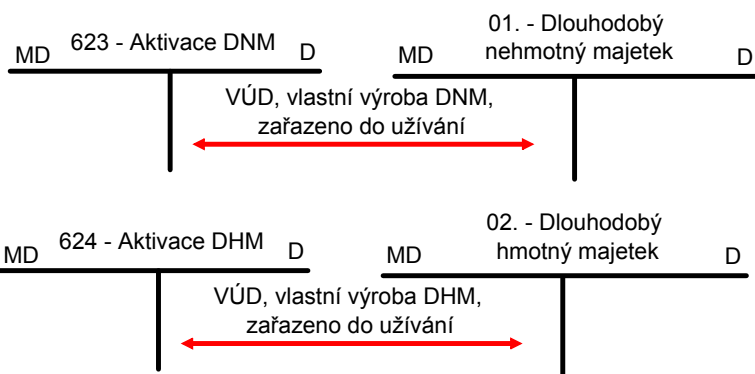 MD 623 - Aktivace DNM D
01. - Dlouhodobý
MD nehmotný majetek D
VÚD, vlastní výroba DNM,
zařazeno do užívání
MD 624 - Aktivace DHM D
02. - Dlouhodobý
MD hmotný majetek D
VÚD, vlastní výroba DHM,
zařazeno do užívání